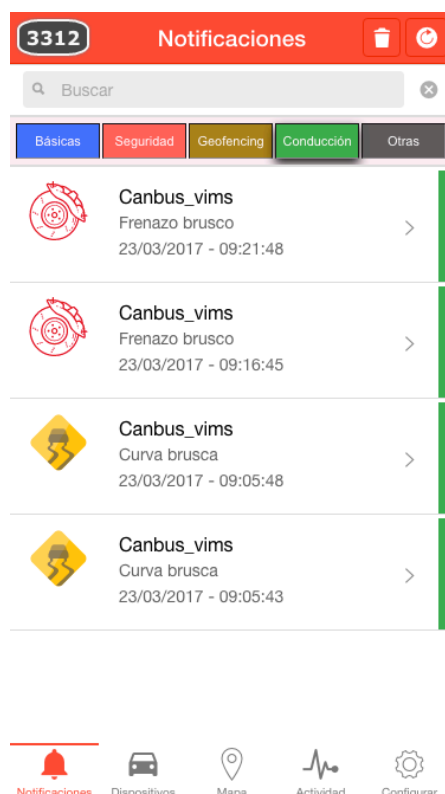 3312 Notificaciones
Buscar
Básicas Seguridad Geofencing Conducción Otras
Canbus_vims
Frenazo brusco
23/03/2017 - 09:21:48
Canbus_vims
Frenazo brusco
23/03/2017 - 09:16:45
Canbus_vims
Curva brusca
23/03/2017 - 09:05:48
Canbus_vims
Curva brusca
23/03/2017 - 09:05:43
Notificaciones Dispositivos Mapa Actividad Configurar